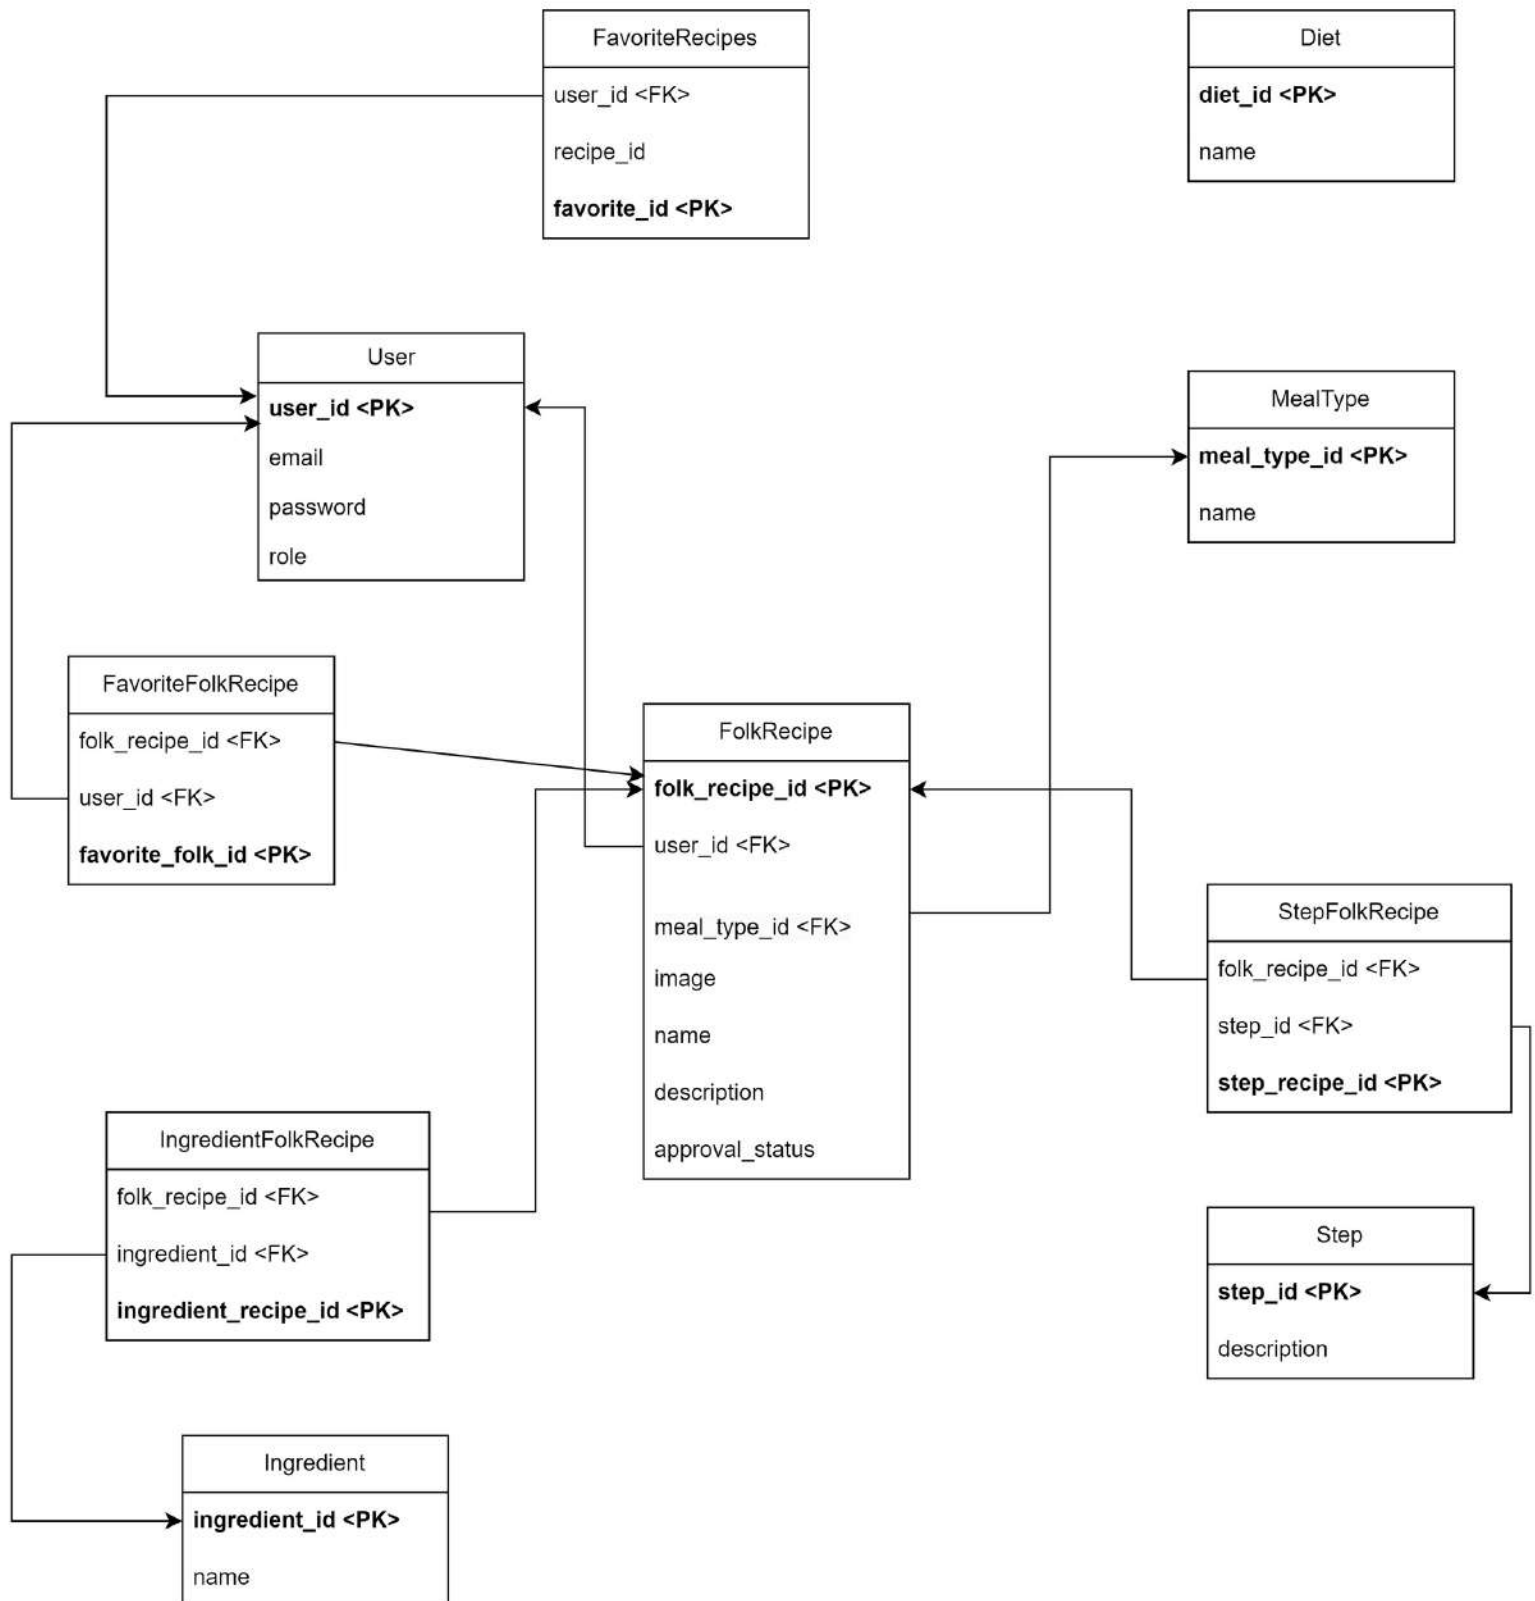 FavoriteRecipes
user_id <FK>
recipe_id
favorite_id <PK>
Diet
diet_id <PK>
name
User
user_id <PK>
email
password
role
MealType
meal_type_id <PK>
name
FavoriteFolkRecipe
folk_recipe_id <FK>
user_id <FK>
favorite_folk_id <PK>
FolkRecipe
folk_recipe_id <PK>
user_id <FK>
meal_type_id <FK>
image
name
description
approval_status
StepFolkRecipe
folk_recipe_id <FK>
step_id <FK>
step_recipe_id <PK>
IngredientFolkRecipe
folk_recipe_id <FK>
ingredient_id <FK>
ingredient_recipe_id <PK>
Step
step_id <PK>
description
Ingredient
ingredient_id <PK>
name